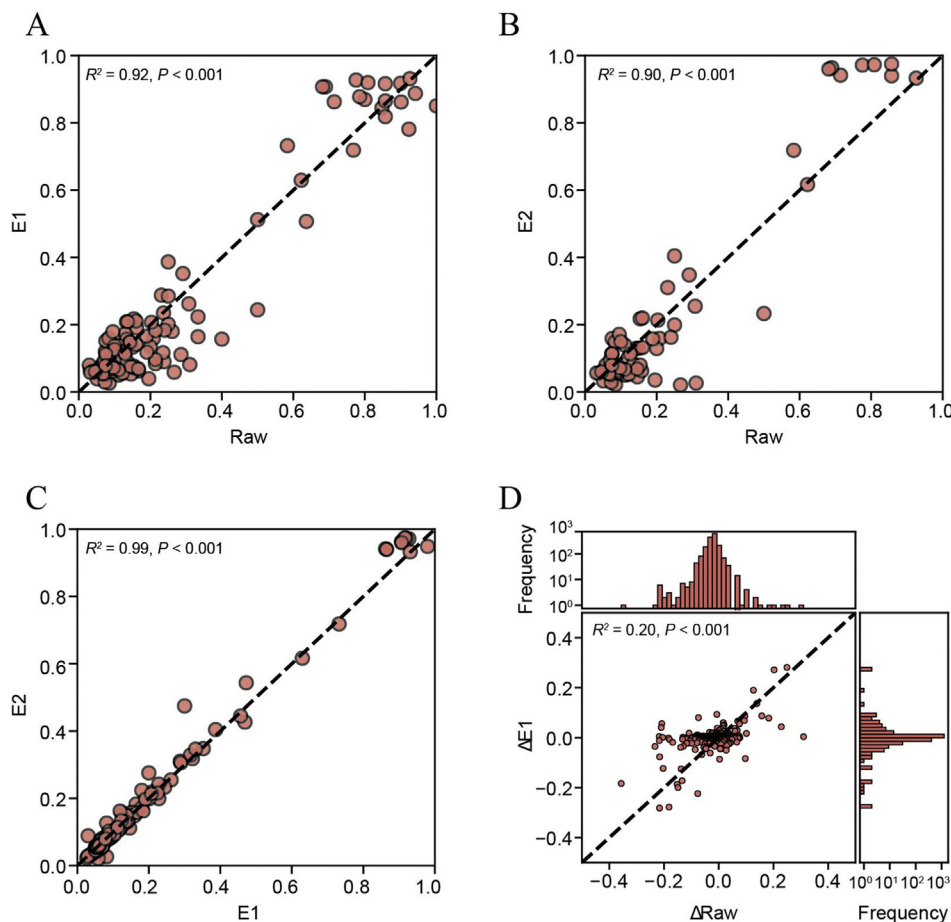 A
R² = 0.92, P < 0.001
1.0
0.8
0.6
0.4
0.2
0.0
E1
0.0 0.2 0.4 0.6 0.8 1.0
Raw
B
R² = 0.90, P < 0.001
1.0
0.8
0.6
0.4
0.2
0.0
E2
0.0 0.2 0.4 0.6 0.8 1.0
Raw
C
R² = 0.99, P < 0.001
1.0
0.8
0.6
0.4
0.2
0.0
E2
0.0 0.2 0.4 0.6 0.8 1.0
E1
D
10³
10²
10¹
10⁰
Frequency
R² = 0.20, P < 0.001
0.4
0.2
0.0
−0.2
−0.4
ΔE1
−0.4 −0.2 0.0 0.2 0.4
ΔRaw
10⁰ 10¹ 10² 10³
Frequency